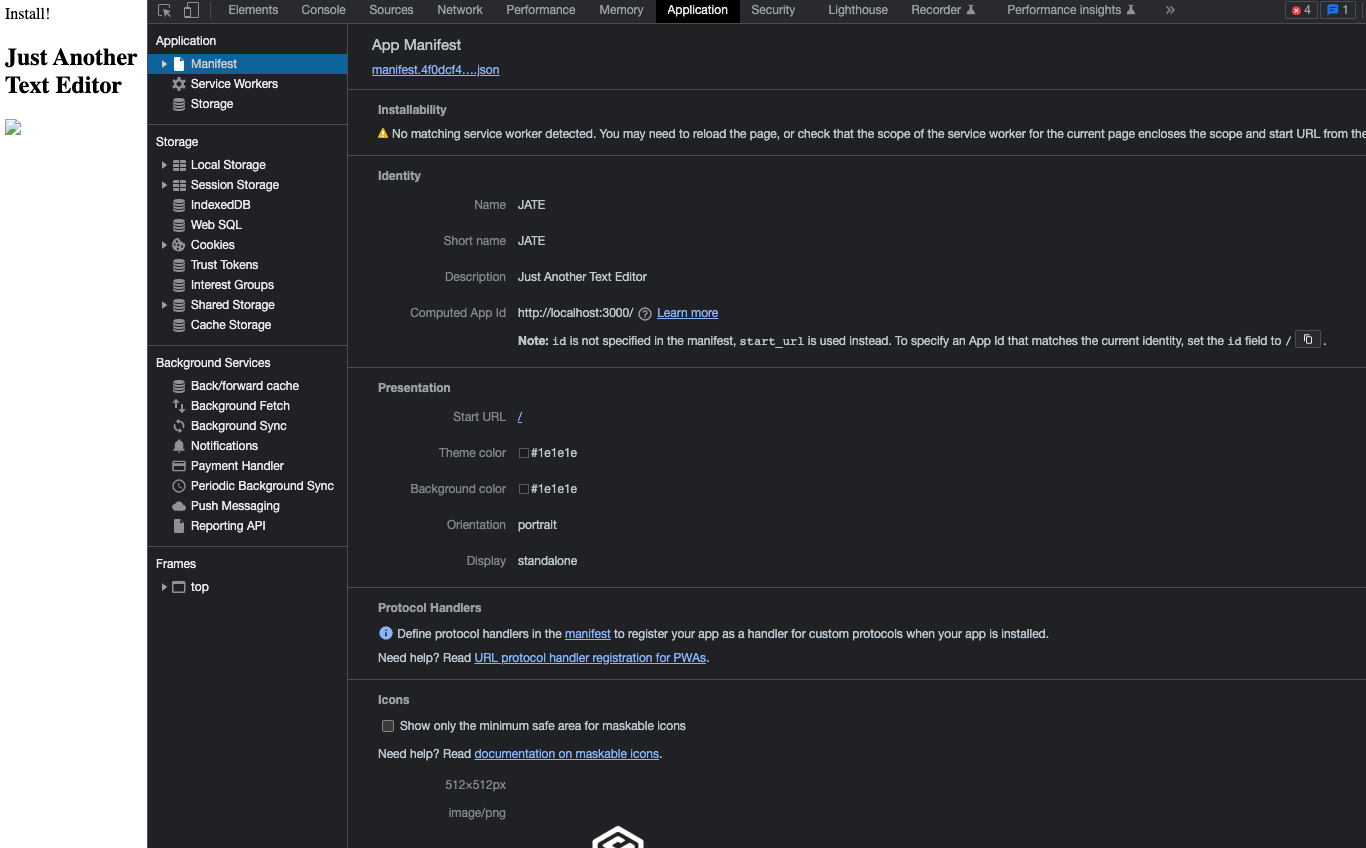 Install!
Just Another
Text Editor
Elements Console Sources Network Performance Memory Application Security Lighthouse Recorder Performance insights » 4 1
Application
Manifest
Service Workers
Storage
Storage
Local Storage
Session Storage
IndexedDB
Web SQL
Cookies
Trust Tokens
Interest Groups
Shared Storage
Cache Storage
Background Services
Back/forward cache
Background Fetch
Background Sync
Notifications
Payment Handler
Periodic Background Sync
Push Messaging
Reporting API
Frames
top
App Manifest
manifest.4f0dcf4….json
Installability
No matching service worker detected. You may need to reload the page, or check that the scope of the service worker for the current page encloses the scope and start URL from the
Identity
Name JATE
Short name JATE
Description Just Another Text Editor
Computed App Id http://localhost:3000/ ? Learn more
Note: id is not specified in the manifest, start_url is used instead. To specify an App Id that matches the current identity, set the id field to / .
Presentation
Start URL /
Theme color #1e1e1e
Background color #1e1e1e
Orientation portrait
Display standalone
Protocol Handlers
Define protocol handlers in the manifest to register your app as a handler for custom protocols when your app is installed.
Need help? Read URL protocol handler registration for PWAs.
Icons
Show only the minimum safe area for maskable icons
Need help? Read documentation on maskable icons.
512×512px
image/png